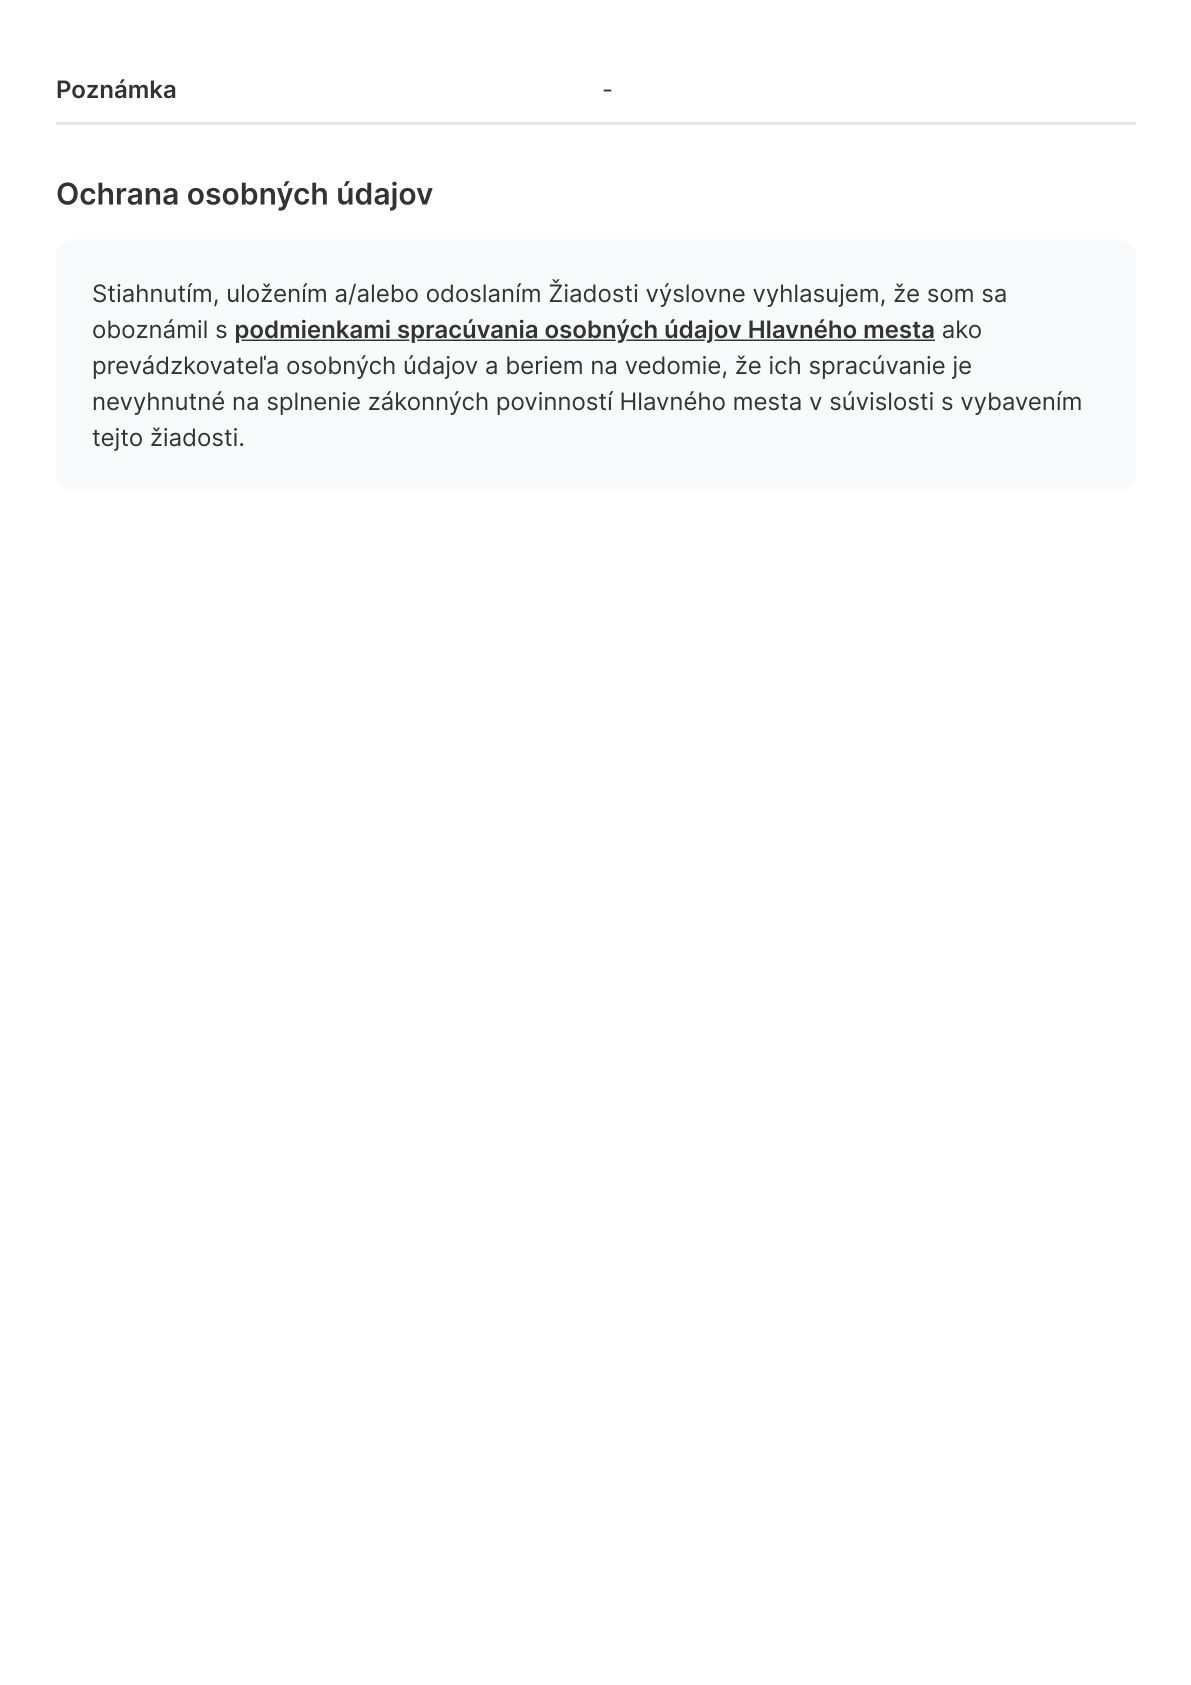 Poznámka -
Ochrana osobných údajov
Stiahnutím, uložením a/alebo odoslaním Žiadosti výslovne vyhlasujem, že som sa
oboznámil s podmienkami spracúvania osobných údajov Hlavného mesta ako
prevádzkovateľa osobných údajov a beriem na vedomie, že ich spracúvanie je
nevyhnutné na splnenie zákonných povinností Hlavného mesta v súvislosti s vybavením
tejto žiadosti.